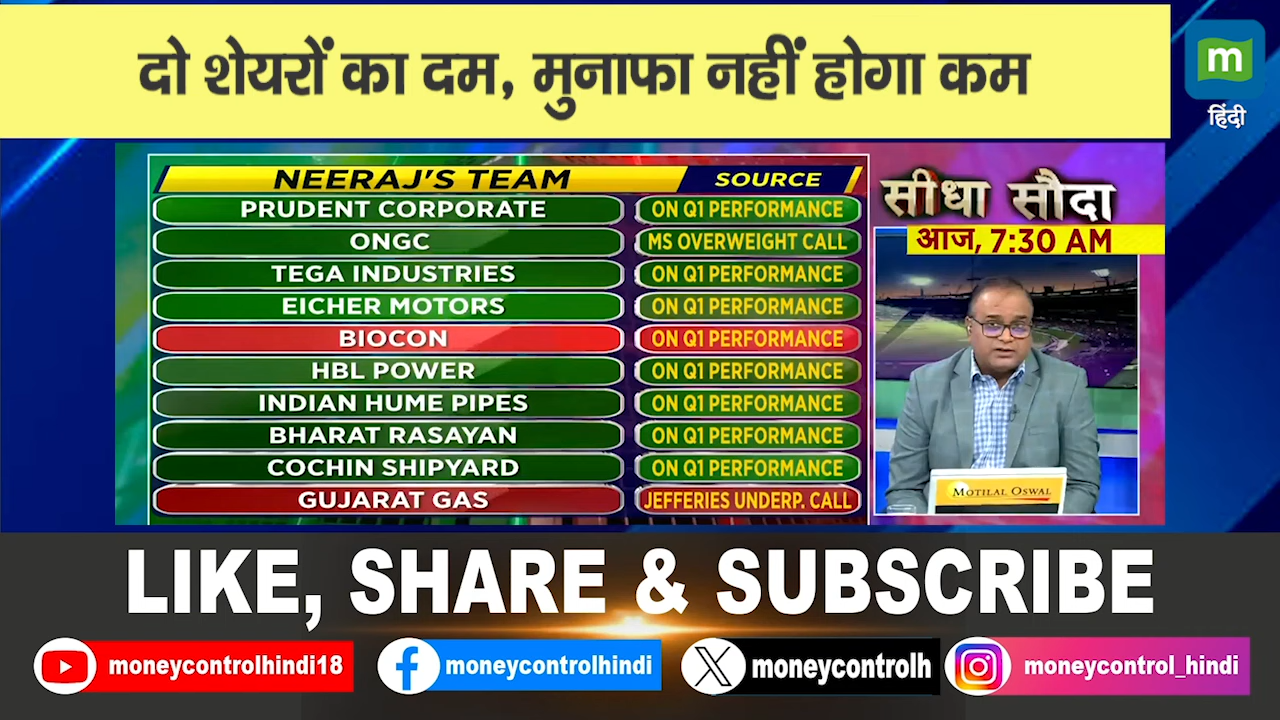 दो शेयरों का दम, मुनाफा नहीं होगा कम
m
हिंदी
NEERAJ'S TEAM SOURCE
PRUDENT CORPORATE ON Q1 PERFORMANCE
ONGC MS OVERWEIGHT CALL
TEGA INDUSTRIES ON Q1 PERFORMANCE
EICHER MOTORS ON Q1 PERFORMANCE
BIOCON ON Q1 PERFORMANCE
HBL POWER ON Q1 PERFORMANCE
INDIAN HUME PIPES ON Q1 PERFORMANCE
BHARAT RASAYAN ON Q1 PERFORMANCE
COCHIN SHIPYARD ON Q1 PERFORMANCE
GUJARAT GAS JEFFERIES UNDERP. CALL
सीधा सौदा
आज, 7:30 AM
MOTILAL OSWAL
LIKE, SHARE & SUBSCRIBE
moneycontrolhindi18
moneycontrolhindi
moneycontrolh
moneycontrol_hindi